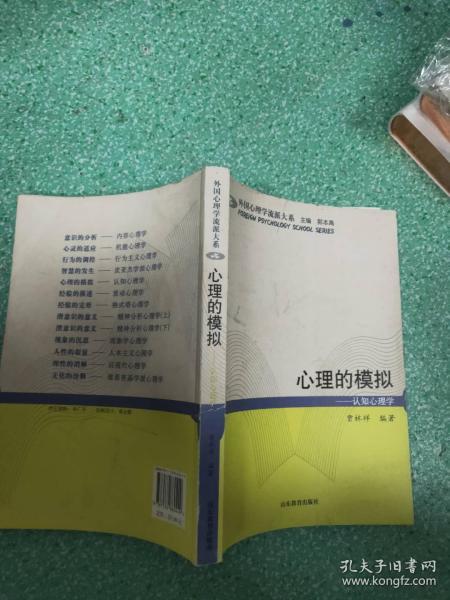 外国心理学流派大系 主编 郭本禹
FOREIGN PSYCHOLOGY SCHOOL SERIES
心理的模拟
——认知心理学
贾林祥 编著
山东教育出版社
外国心理学流派大系
心理的模拟
意识的分析——内容心理学
心灵的适应——机能心理学
行为的调控——行为主义心理学
智慧的发生——皮亚杰学派心理学
心理的模拟——认知心理学
经验的描述——意动心理学
经验的完形——格式塔心理学
潜意识的意义——精神分析心理学(上)
潜意识的意义——精神分析心理学(下)
现象的沉思——现象学心理学
人性的彰显——人本主义心理学
理性的消解——后现代心理学
文化的诠释——维果茨基学派心理学
孔夫子旧书网
www.kongfz.com